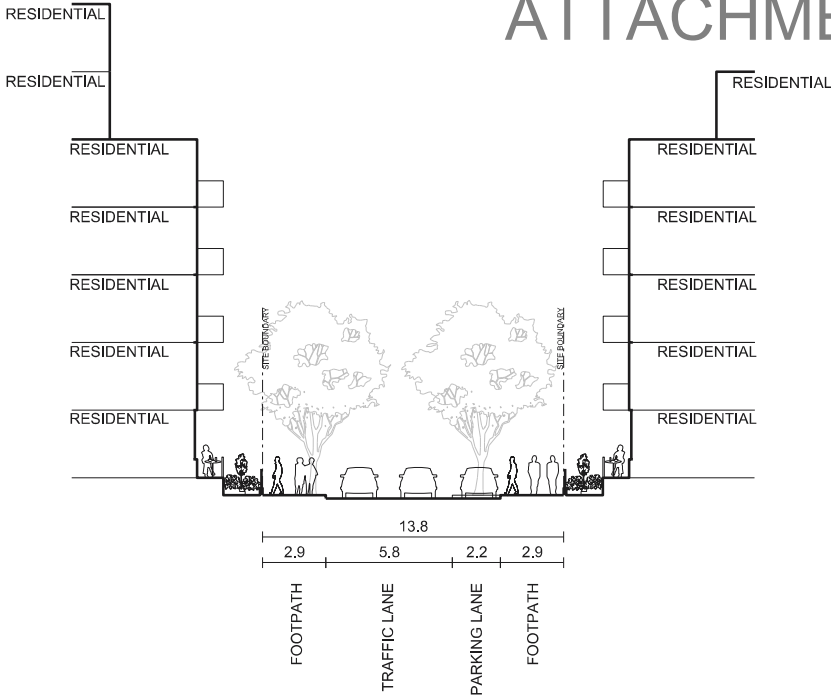 ATTACHME
RESIDENTIAL
RESIDENTIAL
RESIDENTIAL
RESIDENTIAL
RESIDENTIAL
RESIDENTIAL
RESIDENTIAL
RESIDENTIAL
RESIDENTIAL
RESIDENTIAL
RESIDENTIAL
RESIDENTIAL
RESIDENTIAL
SITE BOUNDARY
SITE BOUNDARY
13.8
2.9 5.8 2.2 2.9
FOOTPATH
TRAFFIC LANE
PARKING LANE
FOOTPATH